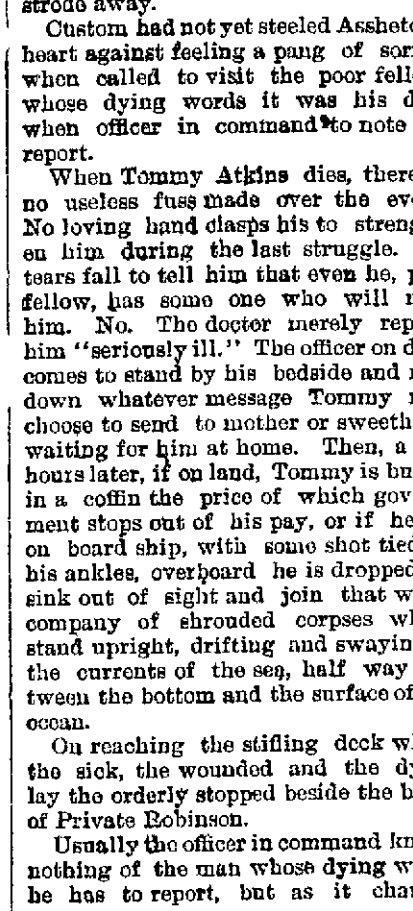 strode away.
Custom had not yet steeled Assheto
heart against feeling a pang of sor
when called to visit the poor fell
whose dying words it was his d
when officer in command to note
report.
When Tommy Atkins dies, there
no useless fuss made over the ev
No loving hand clasps his to streng
en him during the last struggle.
tears fall to tell him that even he, p
fellow, has some one who will m
him. No. The doctor merely rep
him "seriously ill." The officer on d
comes to stand by his bedside and
down whatever message Tommy
choose to send to mother or sweeth
waiting for him at home. Then, a
hours later, if on land, Tommy is bu
in a coffin the price of which gov
ment stops out of his pay, or if he
on board ship, with some shot tied
his ankles, overboard he is dropped
sink out of sight and join that w
company of shrouded corpses wh
stand upright, drifting and swayin
the currents of the sea, half way
tween the bottom and the surface of
ocean.
On reaching the stifling deck w
the sick, the wounded and the dy
lay the orderly stopped beside the b
of Private Robinson.
Usually the officer in command kn
nothing of the man whose dying w
he has to report, but as it chan